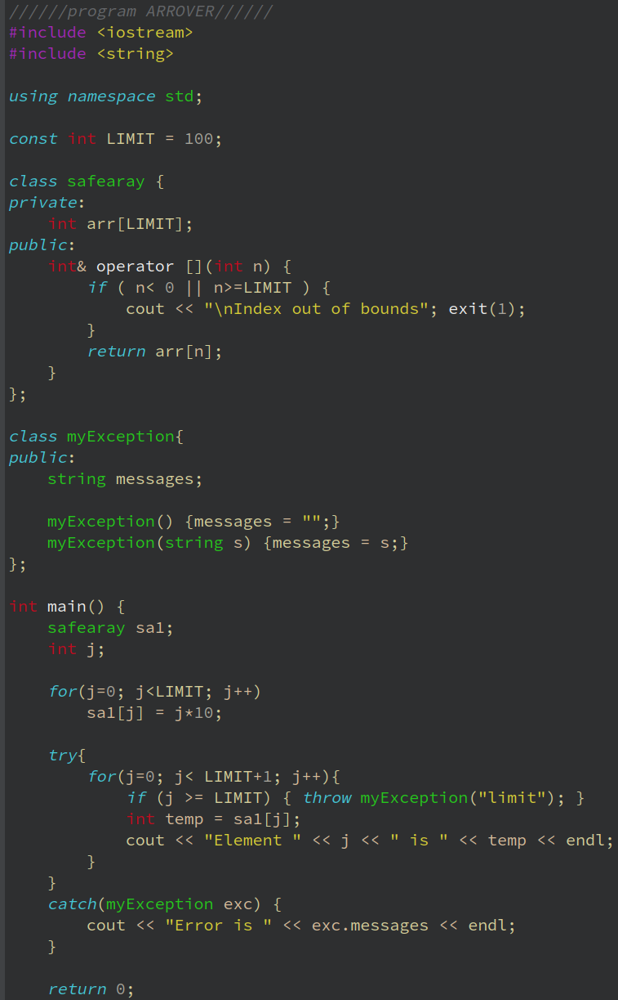 //////program ARROVER//////
#include <iostream>
#include <string>
using namespace std;
const int LIMIT = 100;
class safearay {
private:
int arr[LIMIT];
public:
int& operator [](int n) {
if ( n< 0 || n>=LIMIT ) {
cout << "\nIndex out of bounds"; exit(1);
}
return arr[n];
}
};
class myException{
public:
string messages;
myException() {messages = "";}
myException(string s) {messages = s;}
};
int main() {
safearay sa1;
int j;
for(j=0; j<LIMIT; j++)
sa1[j] = j*10;
try{
for(j=0; j< LIMIT+1; j++){
if (j >= LIMIT) { throw myException("limit"); }
int temp = sa1[j];
cout << "Element " << j << " is " << temp << endl;
}
}
catch(myException exc) {
cout << "Error is " << exc.messages << endl;
}
return 0;